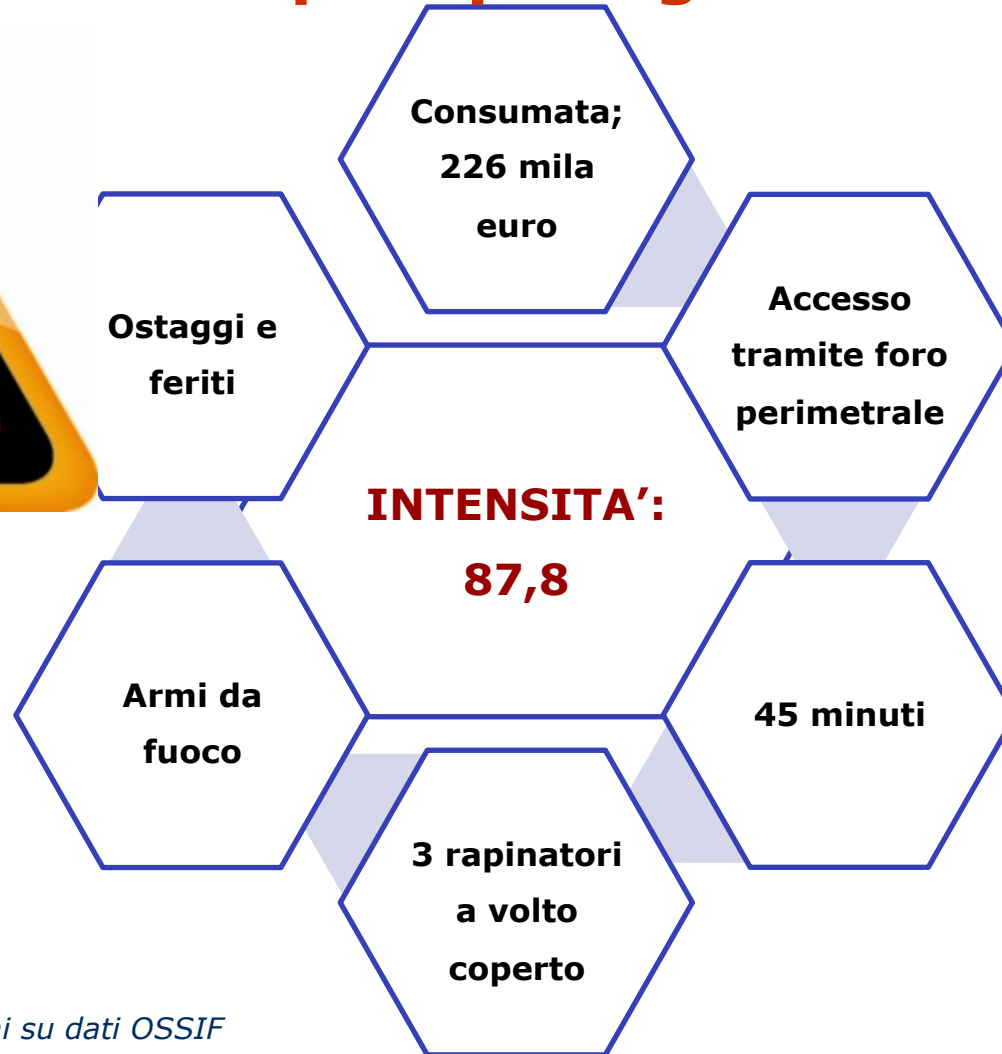 Consumata;
226 mila
euro
Accesso
tramite foro
perimetrale
Ostaggi e
feriti
INTENSITA’:
87,8
Armi da
fuoco
45 minuti
3 rapinatori
a volto
coperto
su dati OSSIF